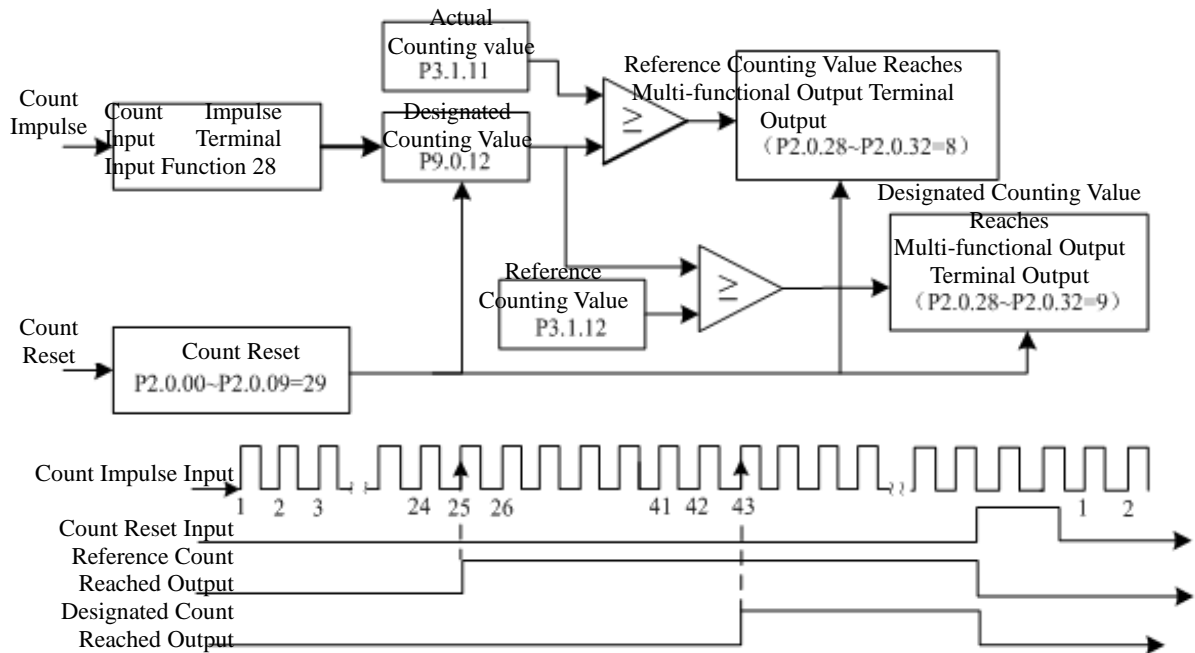 Actual
Counting value
P3.1.11
Count
Impulse
Count Impulse
Input Terminal
Input Function 28
Designated
Counting Value
P9.0.12
≥
Reference Counting Value Reaches
Multi-functional Output Terminal
Output
(P2.0.28~P2.0.32=8)
Reference
Counting Value
P3.1.12
≥
Designated Counting Value
Reaches
Multi-functional Output
Terminal Output
(P2.0.28~P2.0.32=9)
Count
Reset
Count Reset
P2.0.00~P2.0.09=29
Count Impulse Input
1 2 3 24 25 26 41 42 43 1 2
Count Reset Input
Reference Count
Reached Output
Designated Count
Reached Output